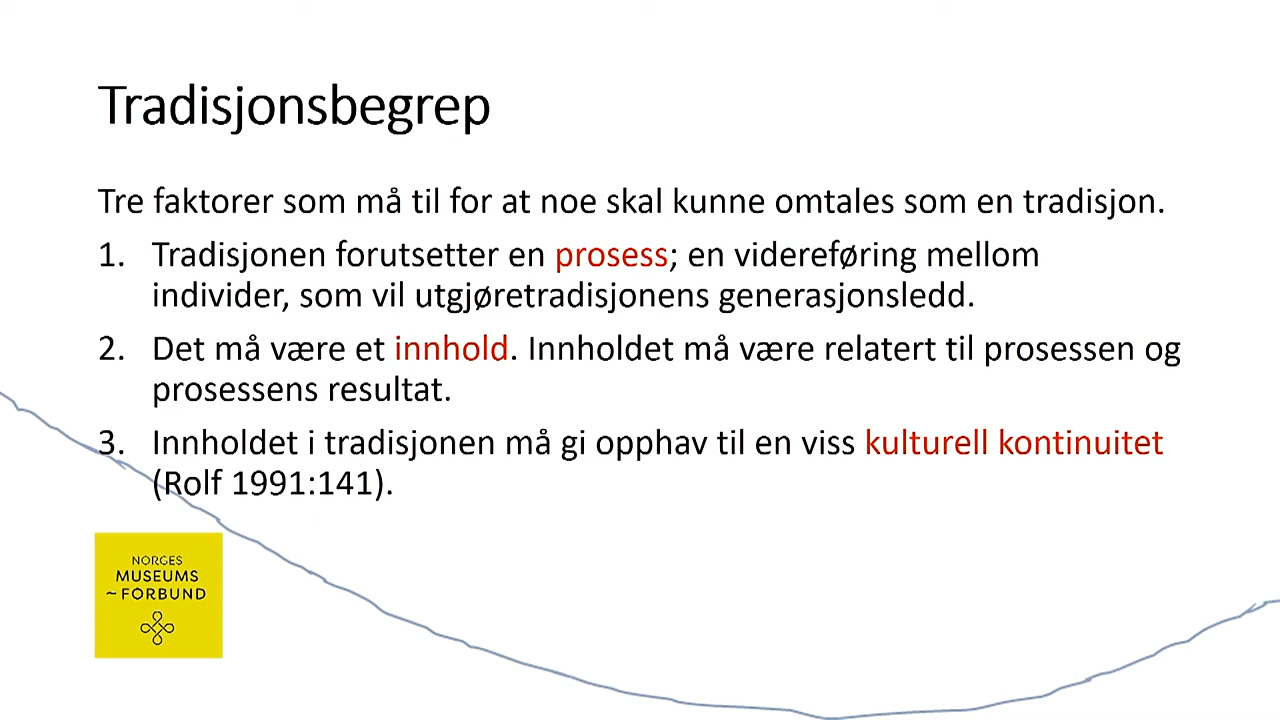 Tradisjonsbegrep
Tre faktorer som må til for at noe skal kunne omtales som en tradisjon.
1. Tradisjonen forutsetter en prosess; en videreføring mellom
individer, som vil utgjøretradisjonens generasjonsledd.
2. Det må være et innhold. Innholdet må være relatert til prosessen og
prosessens resultat.
3. Innholdet i tradisjonen må gi opphav til en viss kulturell kontinuitet
(Rolf 1991:141).
NORGES
MUSEUMS
~FORBUND